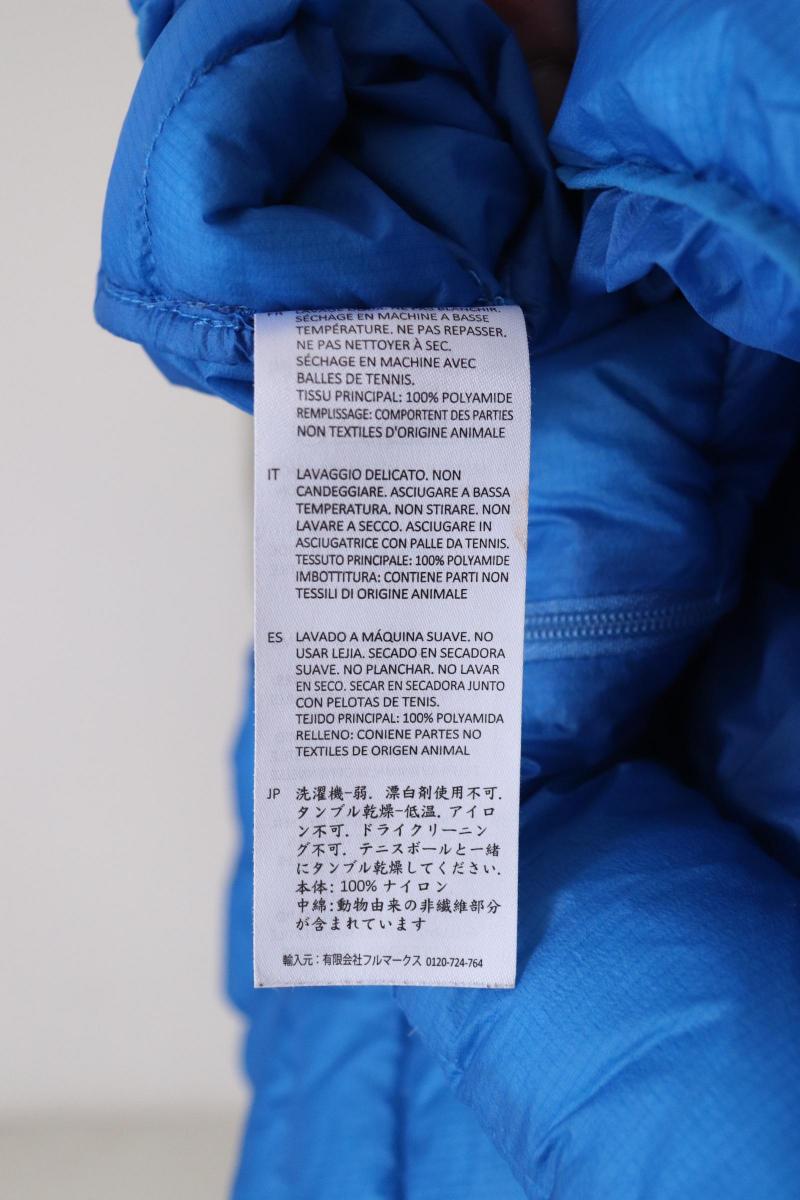 SÉCHAGE EN MACHINE A BASSE
TEMPÉRATURE. NE PAS REPASSER.
NE PAS NETTOYER À SEC.
SÉCHAGE EN MACHINE AVEC
BALLES DE TENNIS.
TISSU PRINCIPAL: 100% POLYAMIDE
REMPLISSAGE: COMPORTENT DES PARTIES
NON TEXTILES D'ORIGINE ANIMALE
IT LAVAGGIO DELICATO. NON
CANDEGGIARE. ASCIUGARE A BASSA
TEMPERATURA. NON STIRARE. NON
LAVARE A SECCO. ASCIUGARE IN
ASCIUGATRICE CON PALLE DA TENNIS.
TESSUTO PRINCIPALE: 100% POLYAMIDE
IMBOTTITURA: CONTIENE PARTI NON
TESSILI DI ORIGINE ANIMALE
ES LAVADO A MÁQUINA SUAVE. NO
USAR LEJIA. SECADO EN SECADORA
SUAVE. NO PLANCHAR. NO LAVAR
EN SECO. SECAR EN SECADORA JUNTO
CON PELOTAS DE TENIS.
TEJIDO PRINCIPAL: 100% POLYAMIDA
RELLENO: CONTIENE PARTES NO
TEXTILES DE ORIGEN ANIMAL
JP 洗濯機-弱. 漂白剤使用不可.
タンブル乾燥-低温. アイロ
ン不可. ドライクリーニン
グ不可. テニスボールと一緒
にタンブル乾燥してください.
本体: 100% ナイロン
中綿: 動物由来の非繊維部分
が含まれています
輸入元：有限会社フルマークス 0120-724-764